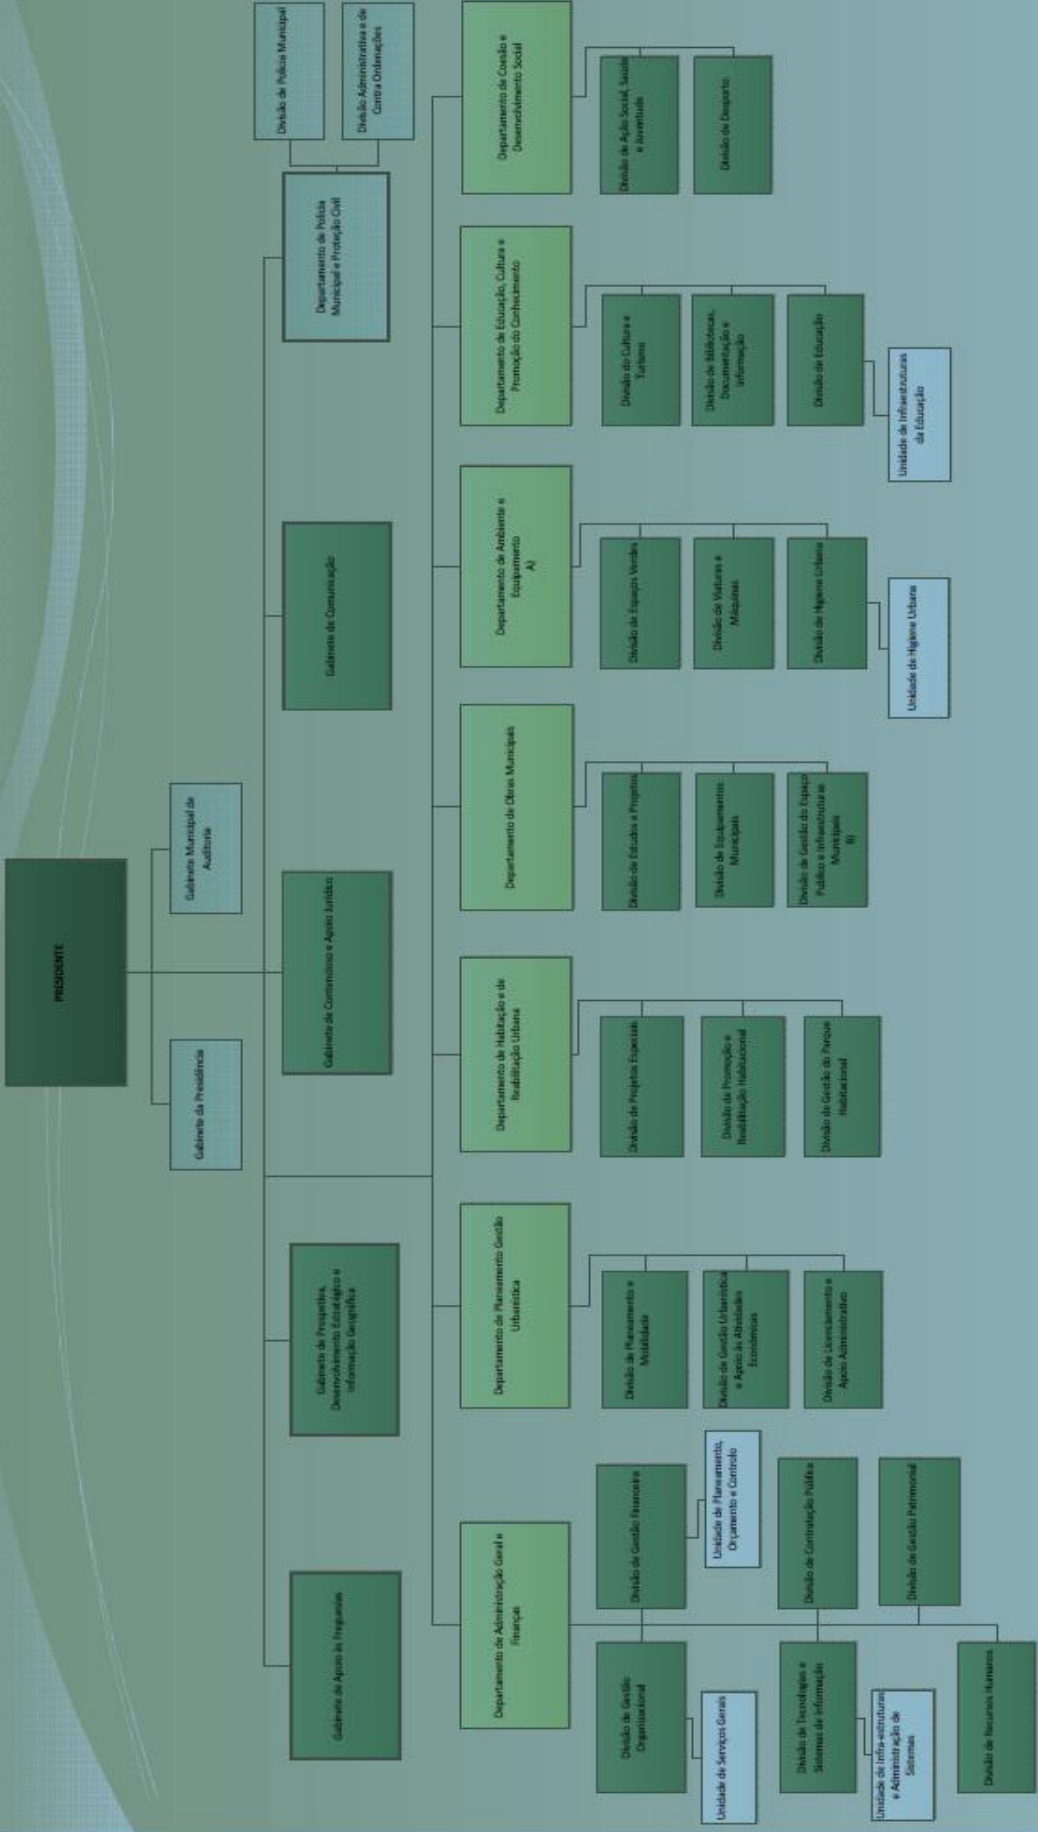 PRESIDENTE
Gabinete da Presidência
Gabinete Municipal de
Auditoria
Gabinete de Apoio às Freguesias
Gabinete de Prospetiva,
Desenvolvimento Estratégico e
Informação Geográfica
Gabinete de Contencioso e Apoio Jurídico
Gabinete de Comunicação
Departamento de Polícia
Municipal e Proteção Civil
Divisão de Polícia Municipal
Divisão Administrativa e de
Contra Ordenações
Departamento de Administração Geral e
Finanças
Divisão de Gestão
Organizacional
Unidade de Serviços Gerais
Divisão de Gestão Financeira
Unidade de Planeamento,
Orçamento e Controlo
Divisão de Tecnologias e
Sistemas de Informação
Unidade de Infra-estruturas
e Administração de
Sistemas
Divisão de Contratação Pública
Divisão de Gestão Patrimonial
Divisão de Recursos Humanos
Departamento de Planeamento Gestão
Urbanística
Divisão de Planeamento e
Mobilidade
Divisão de Gestão Urbanística
e Apoio às Atividades
Económicas
Divisão de Licenciamento e
Apoio Administrativo
Departamento de Habitação e de
Reabilitação Urbana
Divisão de Projetos Especiais
Divisão de Promoção e
Reabilitação Habitacional
Divisão de Gestão do Parque
Habitacional
Departamento de Obras Municipais
Divisão de Estudos e Projetos
Divisão de Equipamentos
Municipais
Divisão de Gestão do Espaço
Publico e Infraestruturas
Municipais
B)
Departamento de Ambiente e
Equipamento
A)
Divisão de Espaços Verdes
Divisão de Viaturas e
Máquinas
Divisão de Higiene Urbana
Unidade de Higiene Urbana
Departamento de Educação, Cultura e
Promoção do Conhecimento
Divisão do Cultura e
Turismo
Divisão de Bibliotecas,
Documentação e
Informação
Divisão de Educação
Unidade de Infraestruturas
da Educação
Departamento de Coesão e
Desenvolvimento Social
Divisão de Ação Social, Saúde
e Juventude
Divisão de Desporto